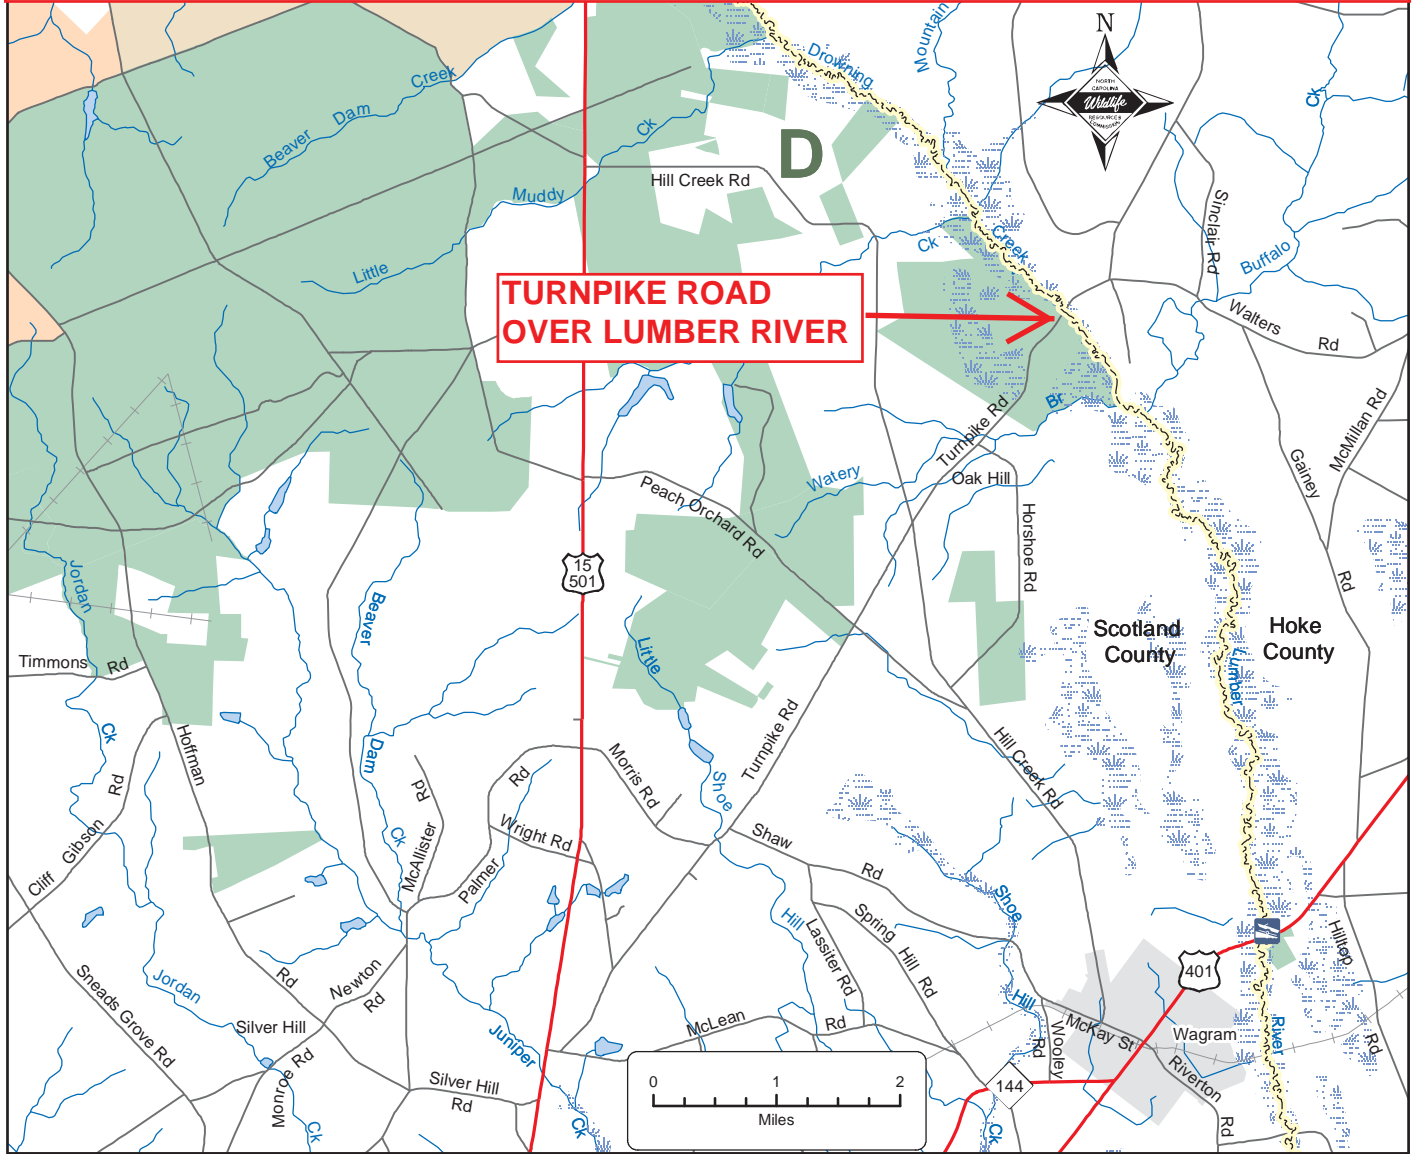 Mountain
N
NORTH
CAROLINA
Wildlife
RESOURCES
COMMISSION
Drowning
Creek
Ck
Beaver Dam Creek
D
Hill Creek Rd
Little Muddy Ck
Ck
Sinclair Rd
Buffalo
TURNPIKE ROAD
OVER LUMBER RIVER
Walters Rd
McMillan Rd
Turnpike Rd
Br
Watery
Oak Hill
Gainey Rd
Peach Orchard Rd
Horshoe Rd
15
501
Jordan
Beaver
Little
Scotland
County
Hoke
County
Lumber
Timmons Rd
Ck
Hoffman
Dam
Turnpike Rd
Hill Creek Rd
Morris Rd
Shoe
Rd
Rd
Rd
Wright Rd
Shaw Rd
Cliff Gibson
Ck
McAllister
Palmer
Shoe
Hill
Spring Hill Rd
Lassiter Rd
Hilltop
401
Jordan
Sneads Grove Rd
Rd
Newton
Rd
Hill
River
Silver Hill
Juniper
McLean Rd
McKay St
Wagram
Rd
Wooley
Rd
Monroe Rd
Silver Hill
Rd
144
Riverton
Rd
0 1 2
Miles
Ck
Ck
Ck